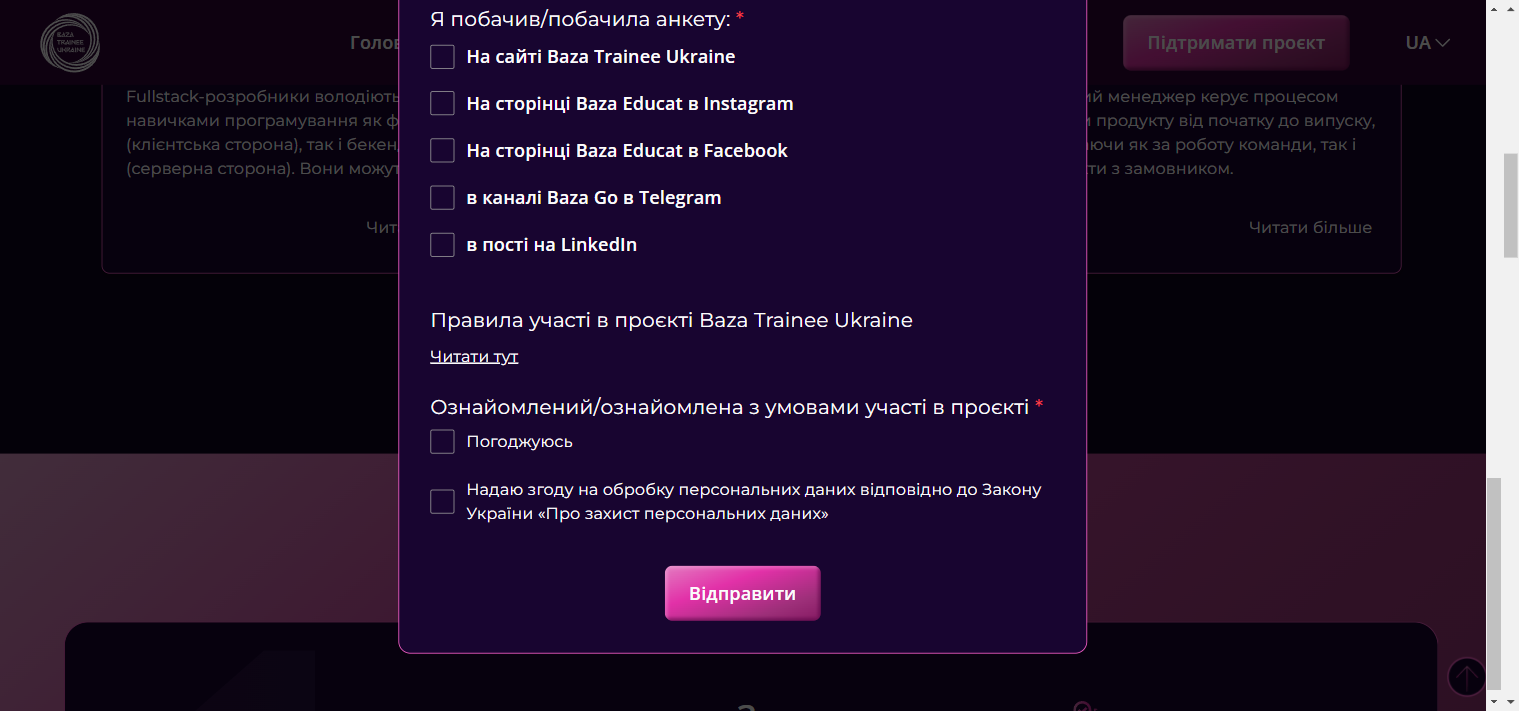 BAZA
TRAINEE
UKRAINE
Голов
Підтримати проєкт
UA
Я побачив/побачила анкету: *
На сайті Baza Trainee Ukraine
На сторінці Baza Educat в Instagram
На сторінці Baza Educat в Facebook
в каналі Baza Go в Telegram
в пості на LinkedIn
Правила участі в проєкті Baza Trainee Ukraine
Читати тут
Ознайомлений/ознайомлена з умовами участі в проєкті *
Погоджуюсь
Надаю згоду на обробку персональних даних відповідно до Закону
України «Про захист персональних даних»
Відправити
Fullstack-розробники володіють
навичками програмування як ф
(клієнтська сторона), так і бекен
(серверна сторона). Вони можут
Чит
ий менеджер керує процесом
и продукту від початку до випуску,
ючи як за роботу команди, так і
ти з замовником.
Читати більше